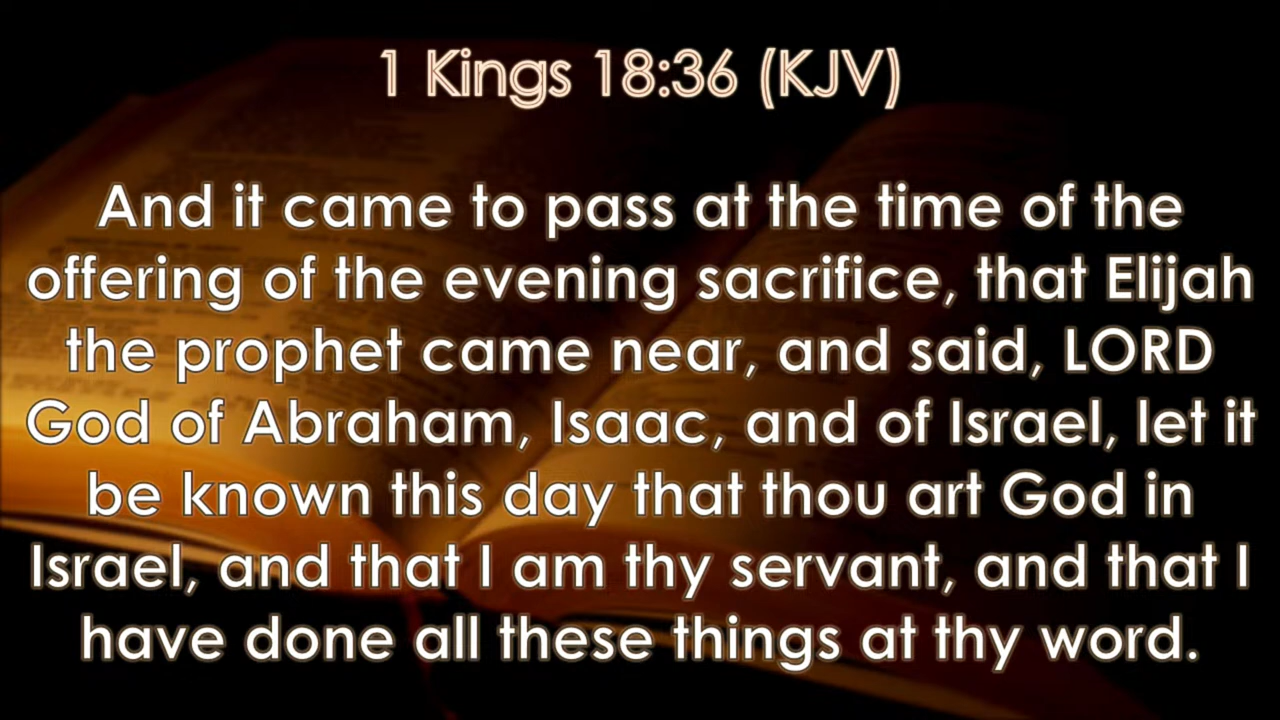 1 Kings 18:36 (KJV)
And it came to pass at the time of the
offering of the evening sacrifice, that Elijah
the prophet came near, and said, LORD
God of Abraham, Isaac, and of Israel, let it
be known this day that thou art God in
Israel, and that I am thy servant, and that I
have done all these things at thy word.